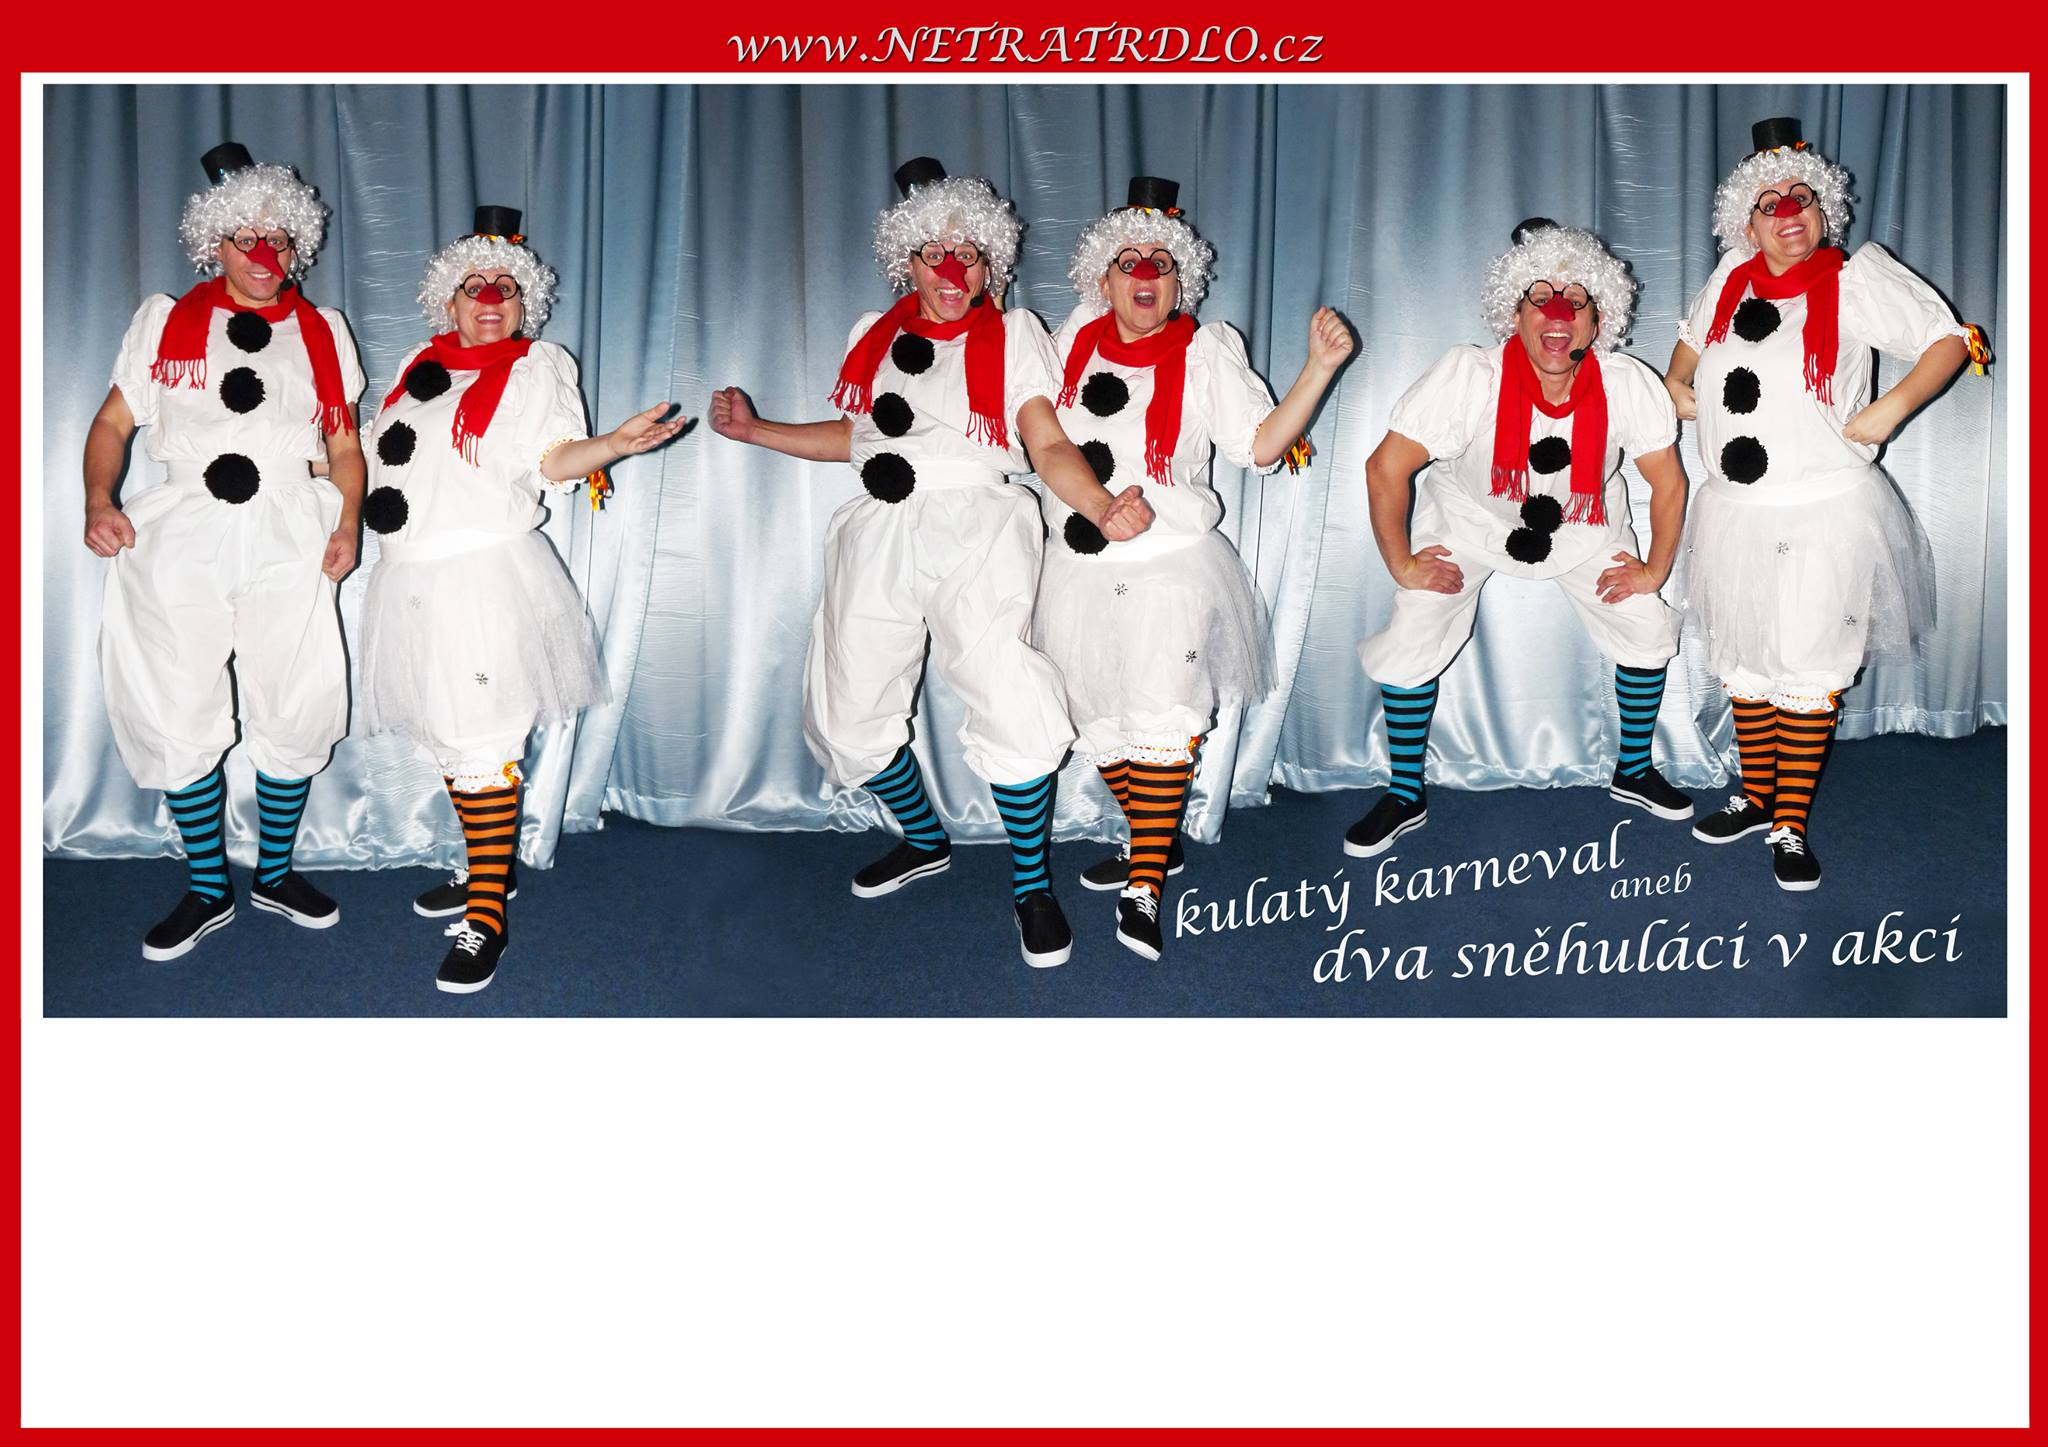 www.NETRATRDLO.cz
kulatý karneval
aneb
dva sněhuláci v akci